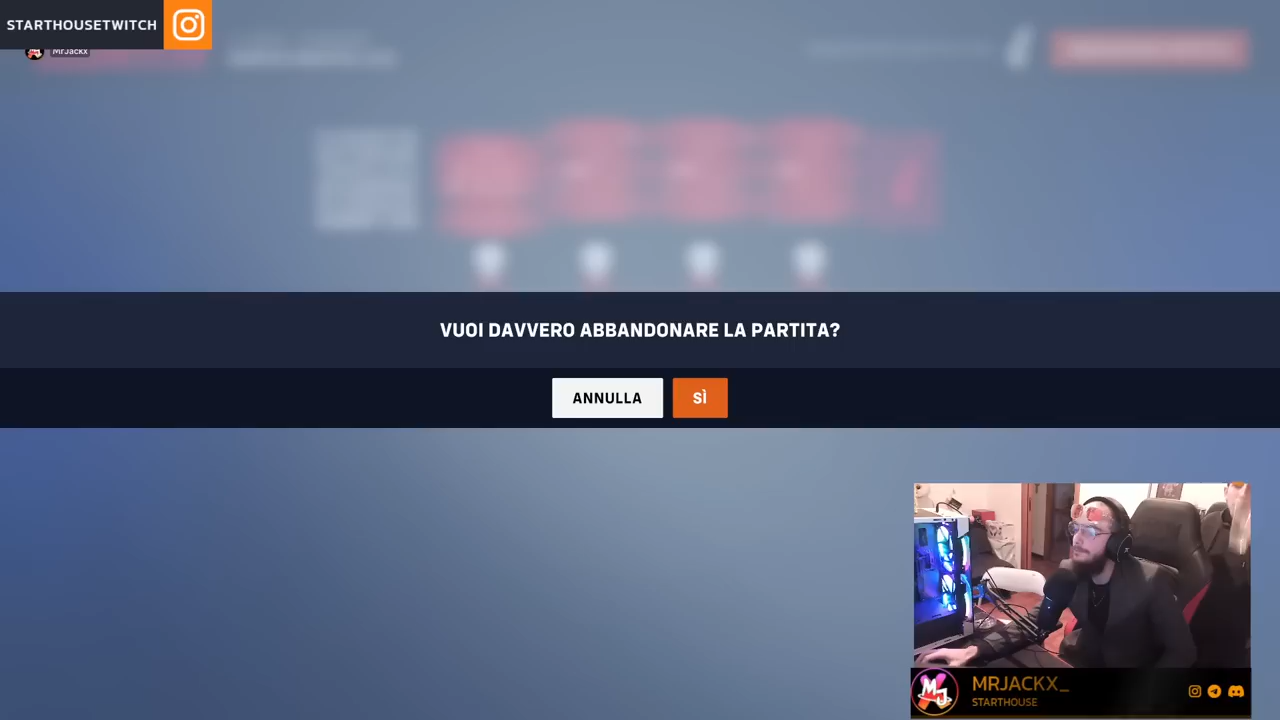 STARTHOUSETWITCH
MrJackx
VUOI DAVVERO ABBANDONARE LA PARTITA?
ANNULLA
SÌ
MRJACKX_
STARTHOUSE